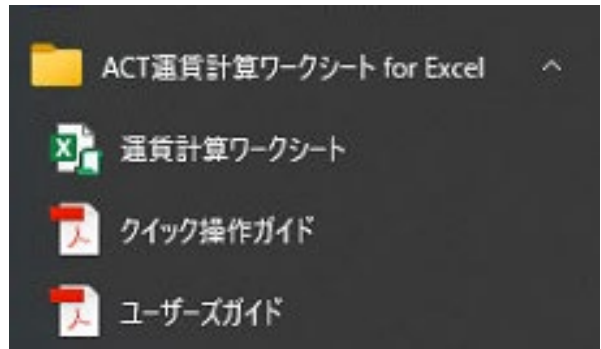 ACT運賃計算ワークシート for Excel
運賃計算ワークシート
クイック操作ガイド
ユーザーズガイド